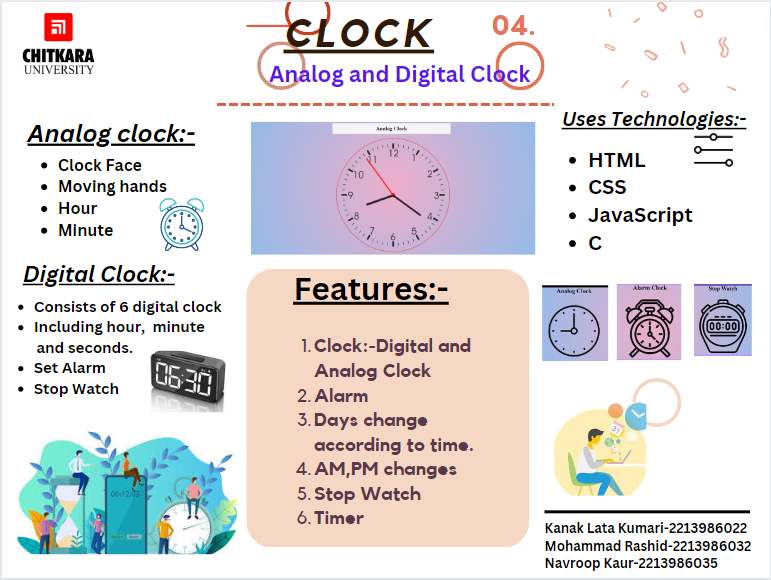 CHITKARA
UNIVERSITY
CLOCK
04.
Analog and Digital Clock
Analog clock:-
• Clock Face
• Moving hands
• Hour
• Minute
Digital Clock:-
• Consists of 6 digital clock
• Including hour, minute
and seconds.
• Set Alarm
• Stop Watch
06:30
00:12:43
Analog Clock
12
1
2
3
4
5
6
7
8
9
10
11
Features:-
1. Clock:-Digital and
Analog Clock
2. Alarm
3. Days change
according to time.
4. AM,PM changes
5. Stop Watch
6. Timer
Uses Technologies:-
• HTML
• CSS
• JavaScript
• C
Analog Clock
Alarm Clock
Stop Watch
00:00
31
Kanak Lata Kumari-2213986022
Mohammad Rashid-2213986032
Navroop Kaur-2213986035